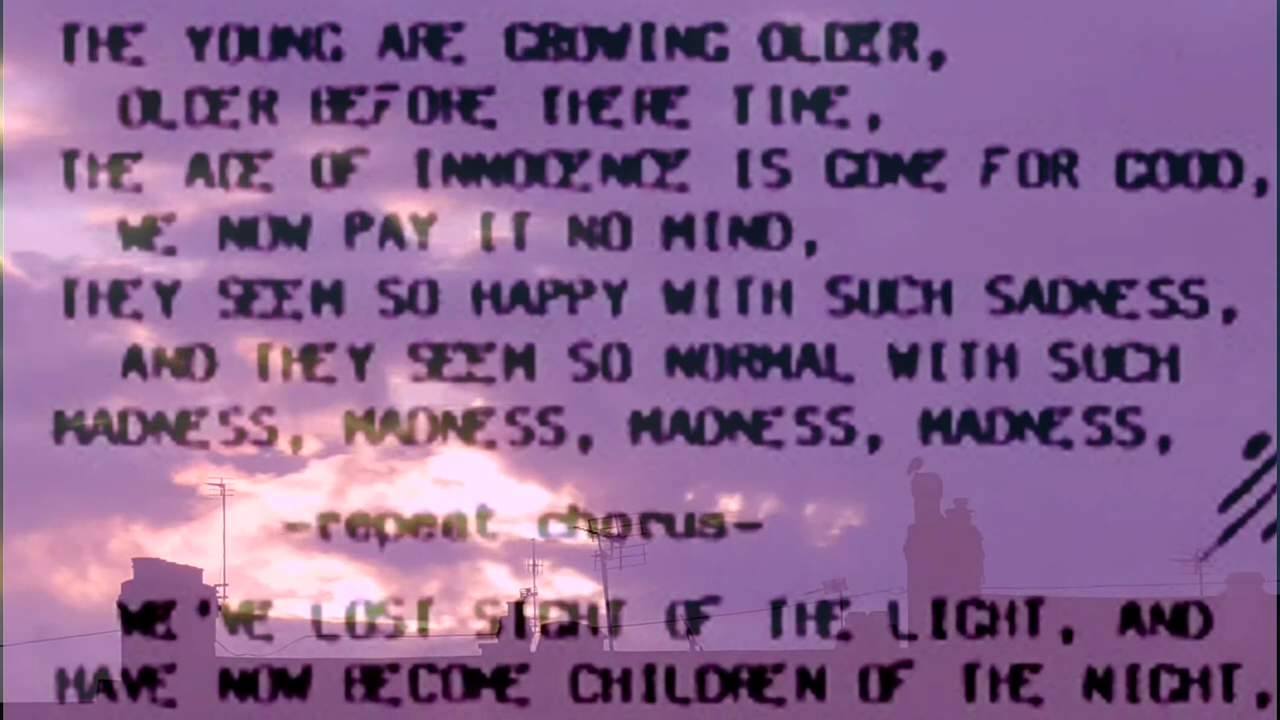 THE YOUNG ARE GROWING OLDER,
OLDER BEFORE THERE TIME,
THE AGE OF INNOCENCE IS GONE FOR GOOD,
WE NOW PAY IT NO MIND,
THEY SEEM SO HAPPY WITH SUCH SADNESS,
AND THEY SEEM SO NORMAL WITH SUCH
MADNESS, MADNESS, MADNESS, MADNESS,
-repeat chorus-
WE'VE LOST SIGHT OF THE LIGHT, AND
HAVE NOW BECOME CHILDREN OF THE NIGHT,